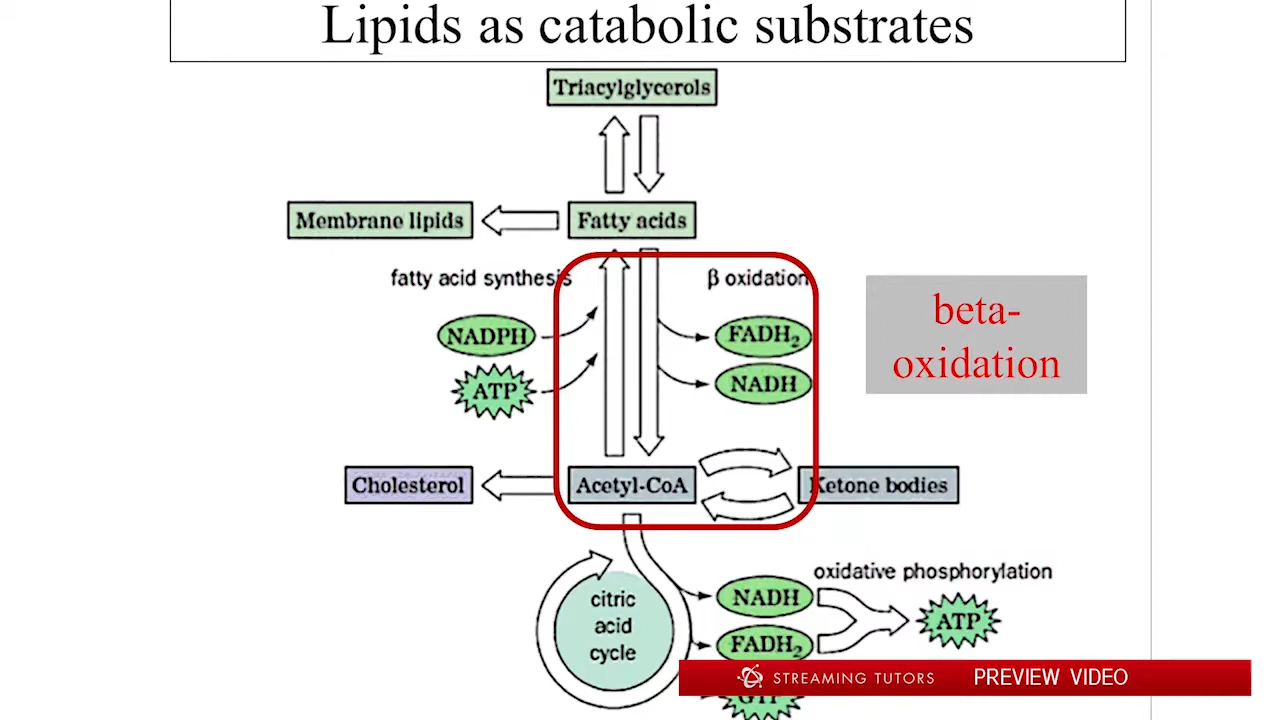 Lipids as catabolic substrates
Triacylglycerols
Membrane lipids
Fatty acids
fatty acid synthesis
β oxidation
NADPH
FADH₂
ATP
NADH
beta-
oxidation
Cholesterol
Acetyl-CoA
Ketone bodies
oxidative phosphorylation
citric
acid
cycle
NADH
ATP
FADH₂
GTP
STREAMING TUTORS
PREVIEW VIDEO